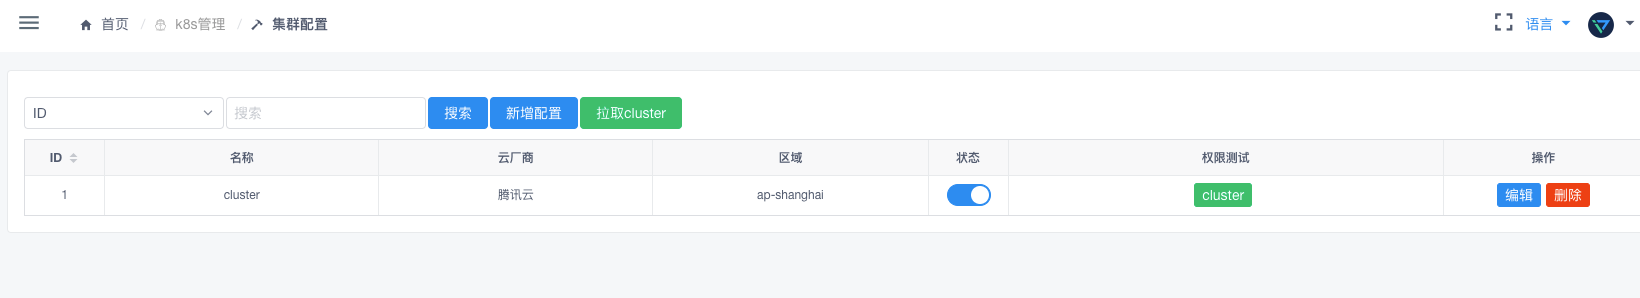 首页 / k8s管理 / 集群配置 语言
ID 搜索 搜索 新增配置 拉取cluster
ID 名称 云厂商 区域 状态 权限测试 操作
1 cluster 腾讯云 ap-shanghai cluster 编辑 删除